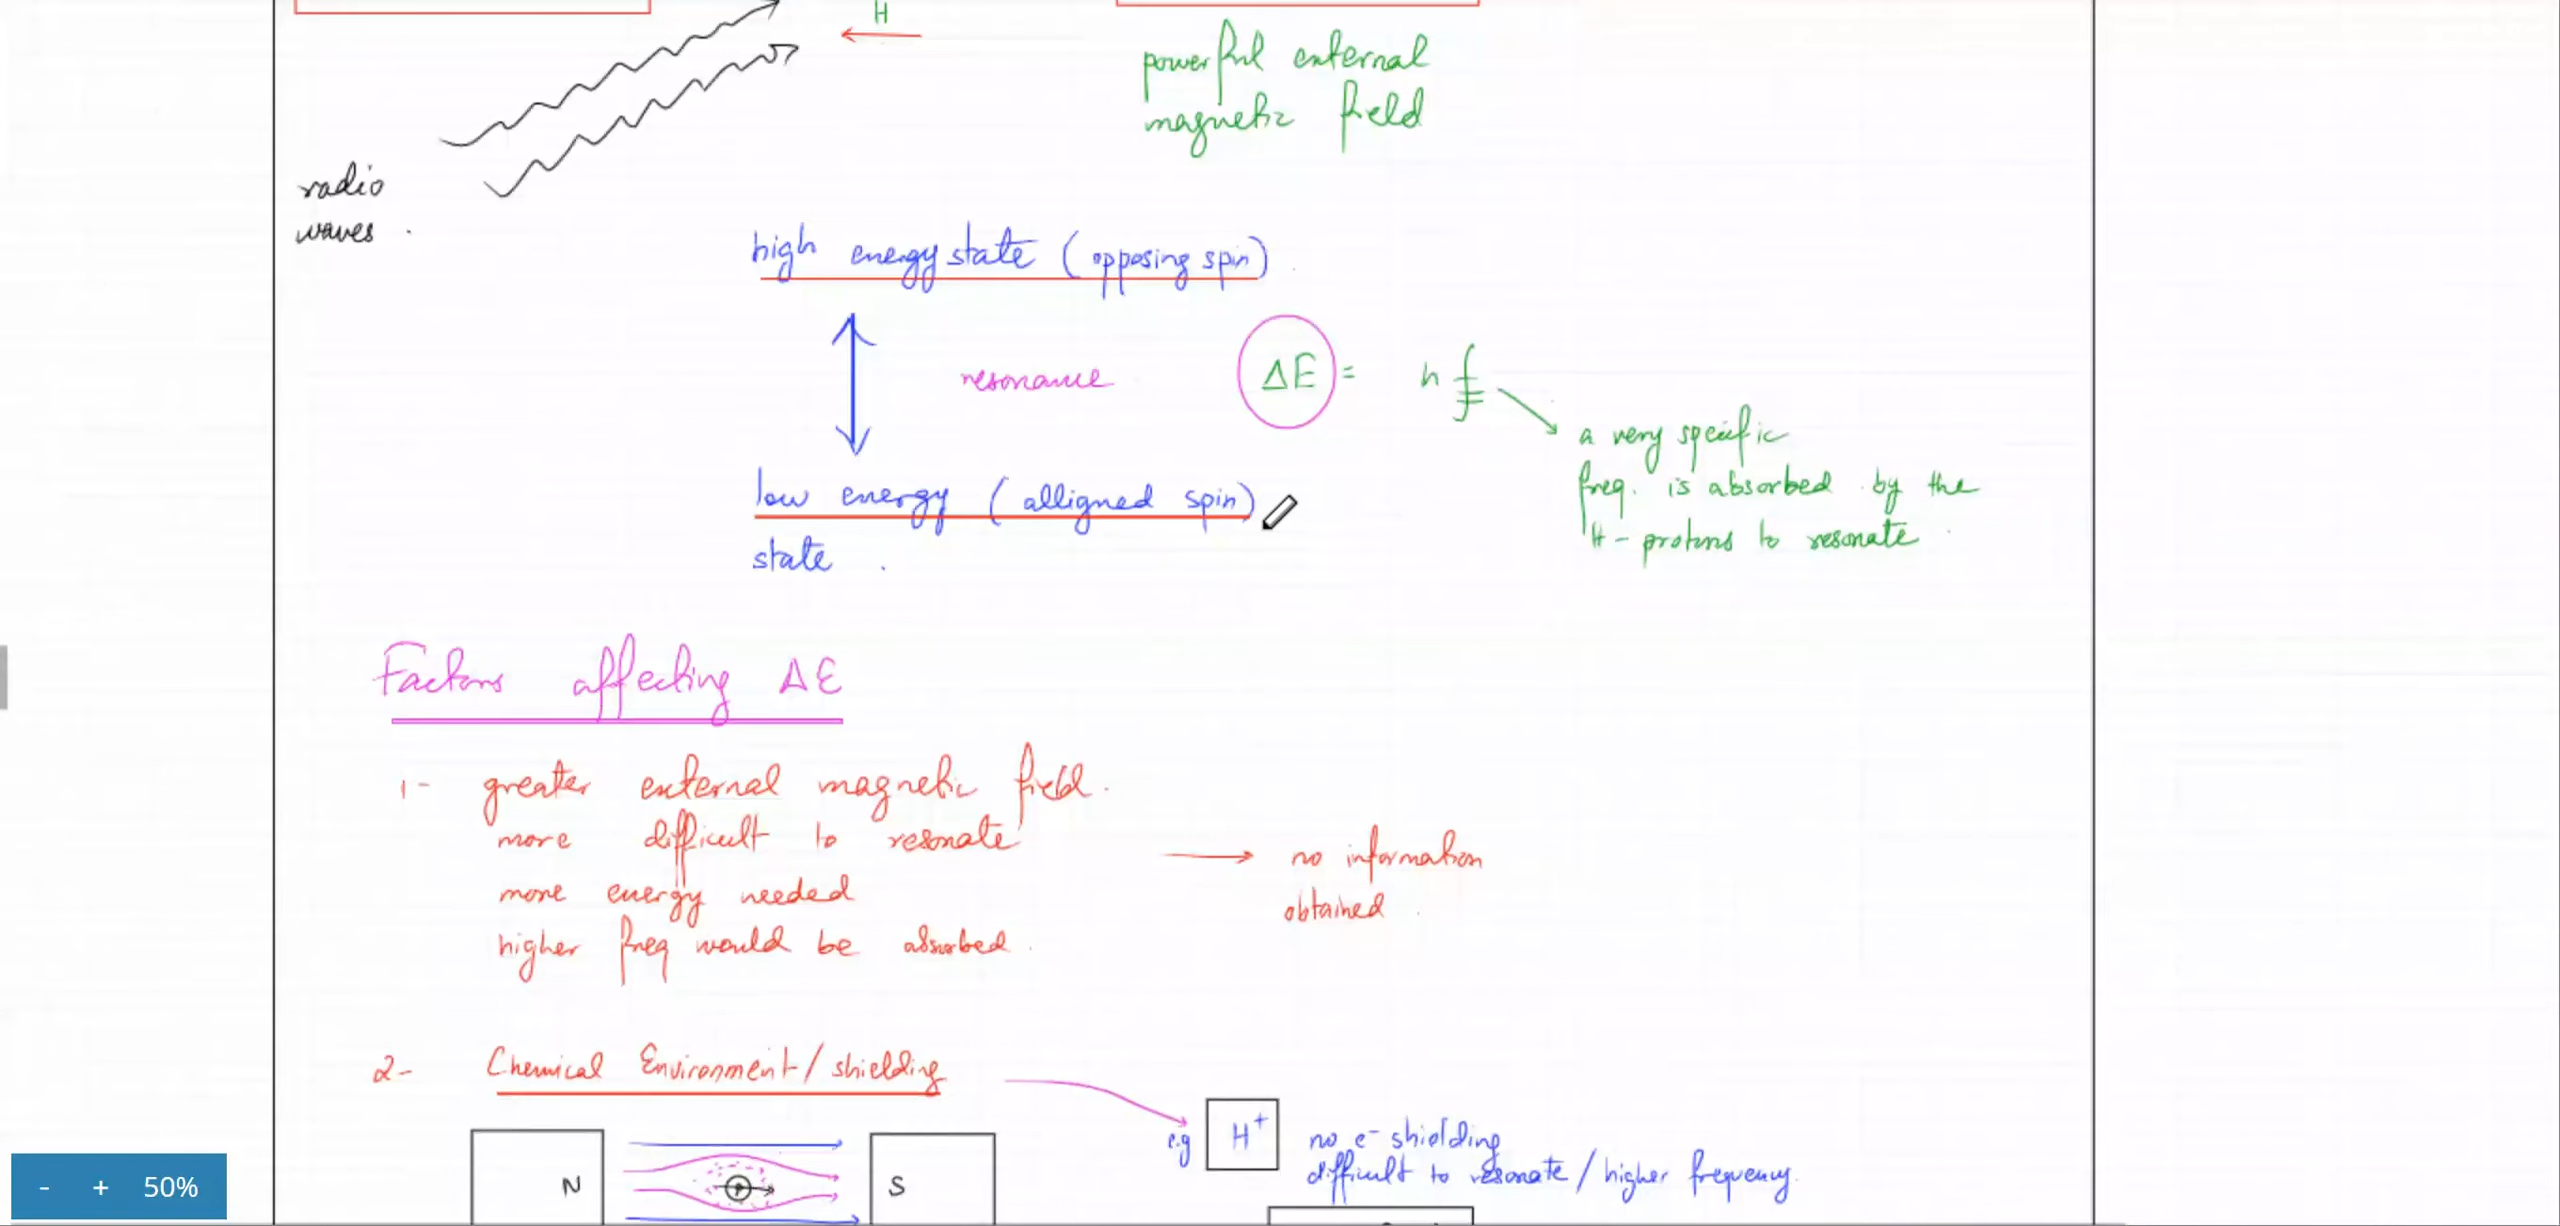 H
powerful external
magnetic field
radio
waves .
high energy state (opposing spin)
resonance
ΔE = h f
a very specific
freq. is absorbed by the
H - protons to resonate
low energy (alligned spin)
state .
Factors affecting ΔE
1- greater external magnetic field.
more difficult to resonate
more energy needed
higher freq would be absorbed.
→ no information
obtained
2- Chemical Environment / shielding
e.g H+ no e- shielding
difficult to resonate / higher frequency.
N P S
- + 50%